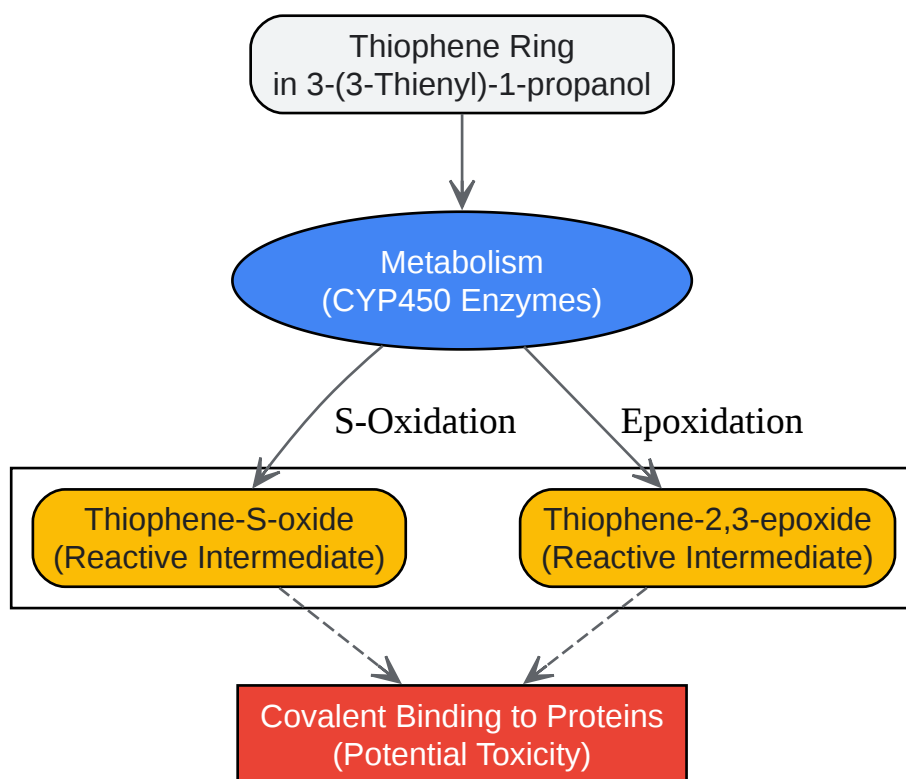 Thiophene Ring
in 3-(3-Thienyl)-1-propanol
Metabolism
(CYP450 Enzymes)
S-Oxidation
Epoxidation
Thiophene-S-oxide
(Reactive Intermediate)
Thiophene-2,3-epoxide
(Reactive Intermediate)
Covalent Binding to Proteins
(Potential Toxicity)